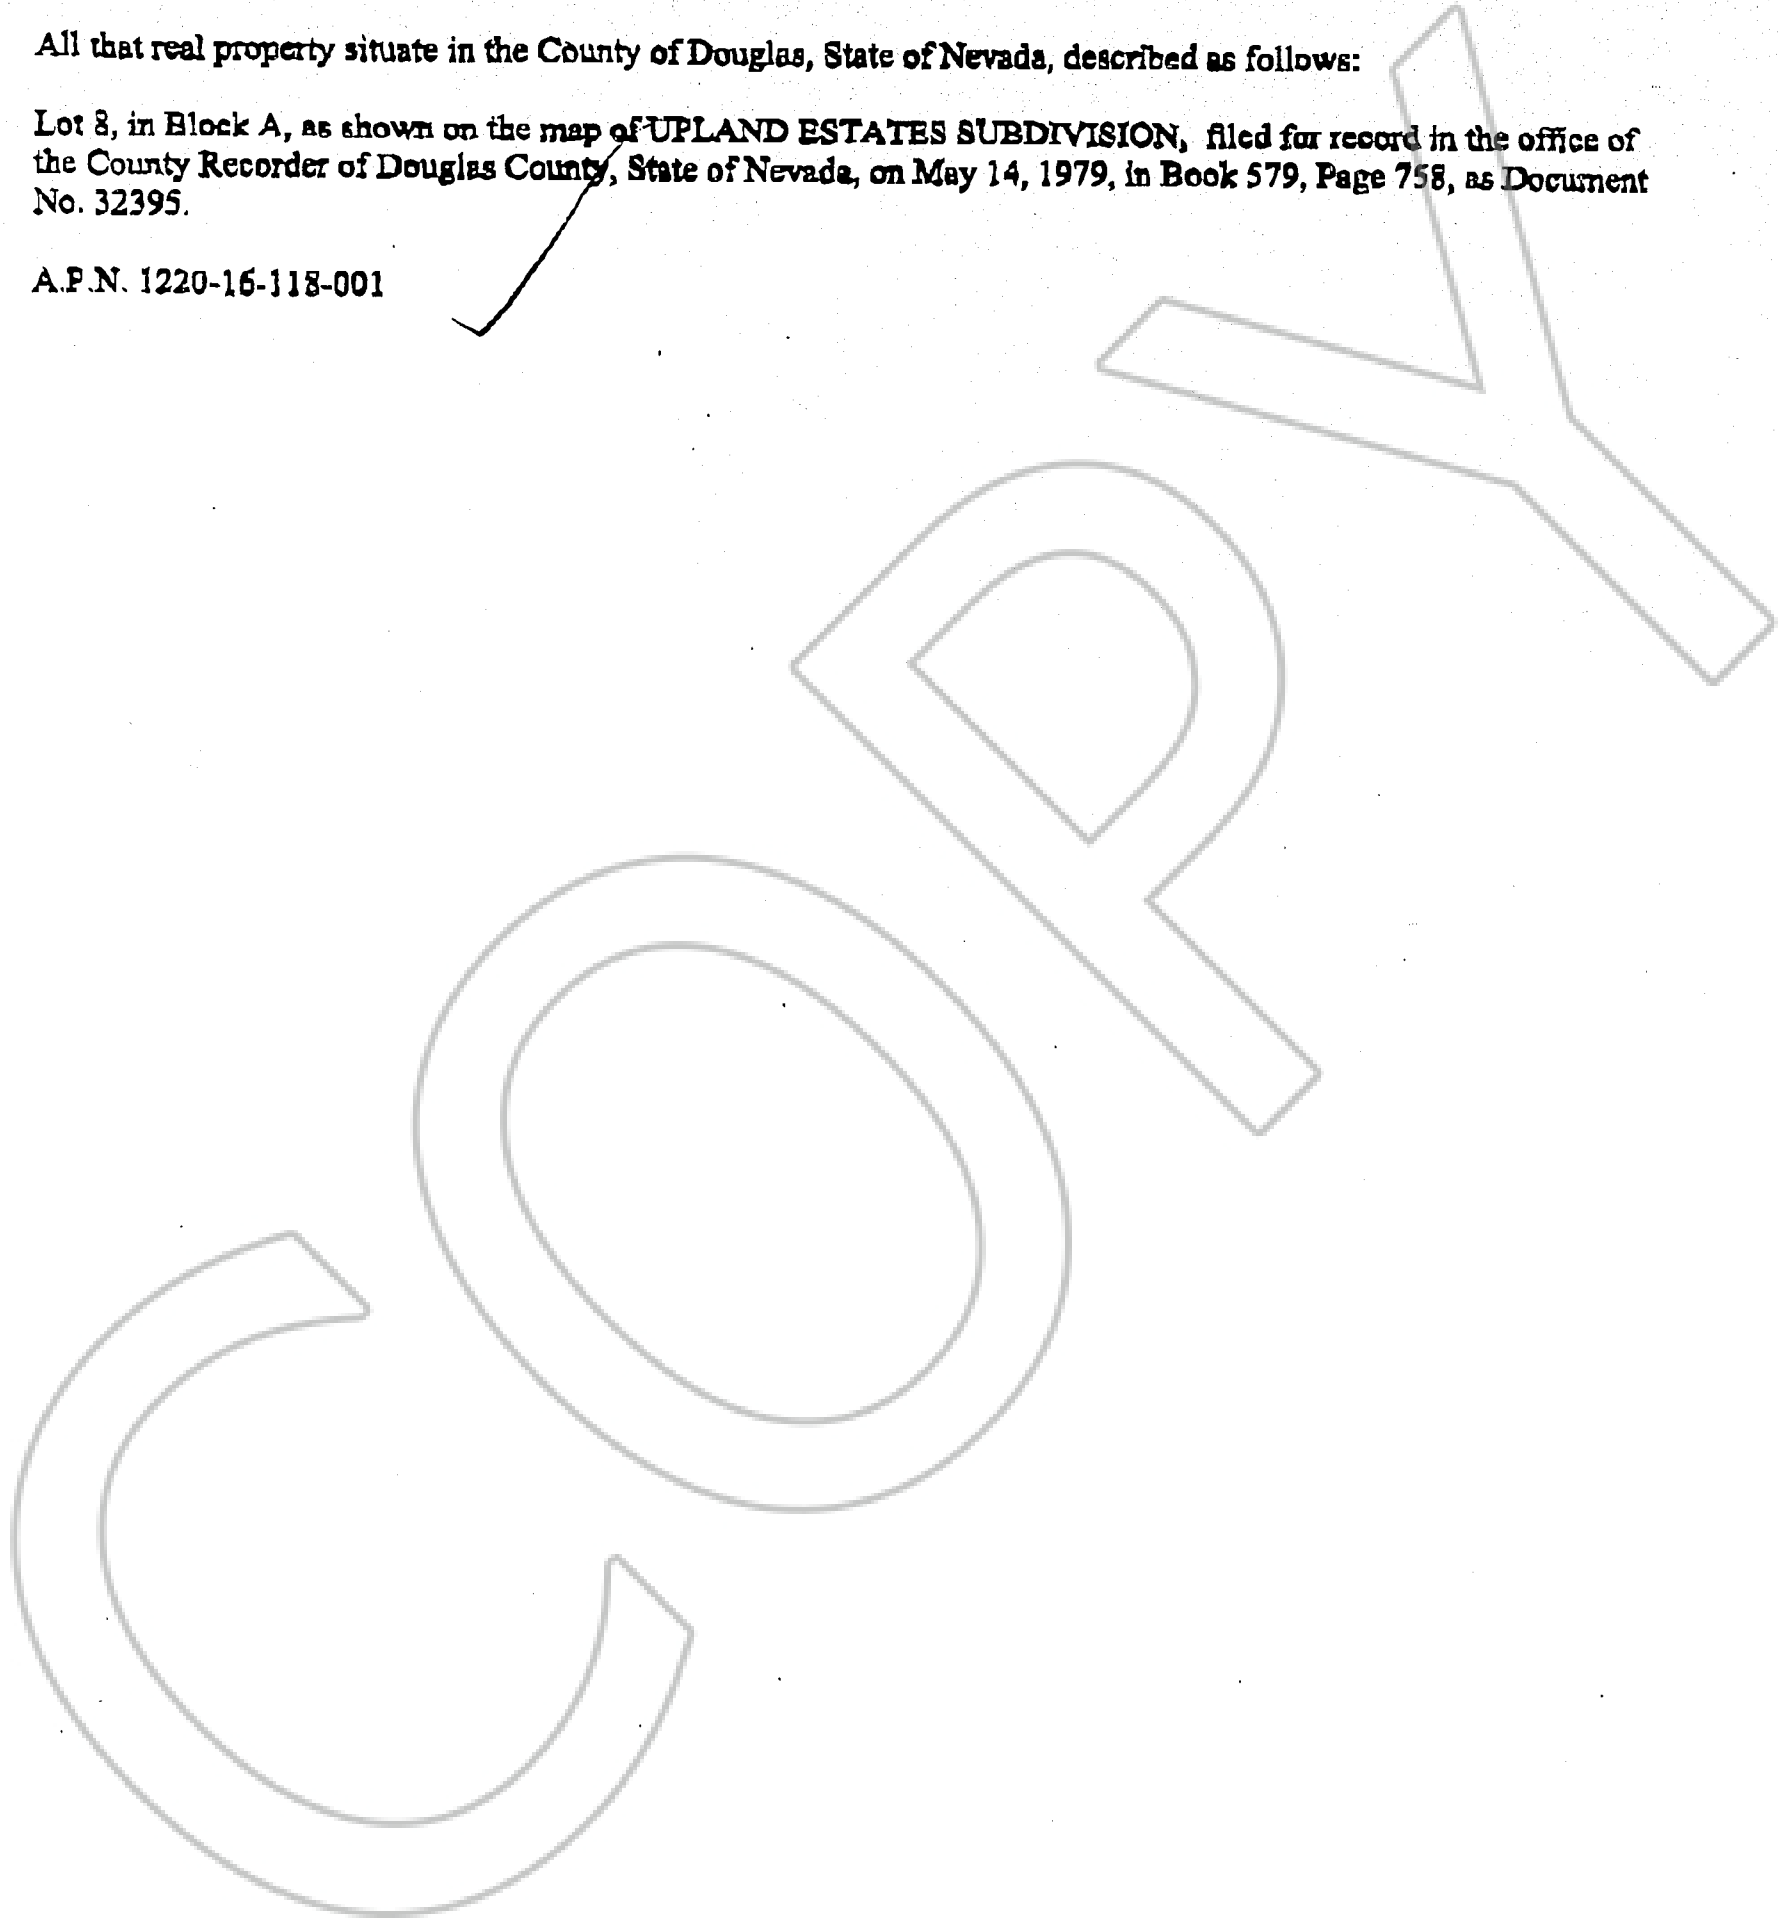 All that real property situate in the County of Douglas, State of Nevada, described as follows:
Lot 8, in Block A, as shown on the map of UPLAND ESTATES SUBDIVISION, filed for record in the office of
the County Recorder of Douglas County, State of Nevada, on May 14, 1979, in Book 579, Page 758, as Document
No. 32395.
A.P.N. 1220-16-118-001
COPY